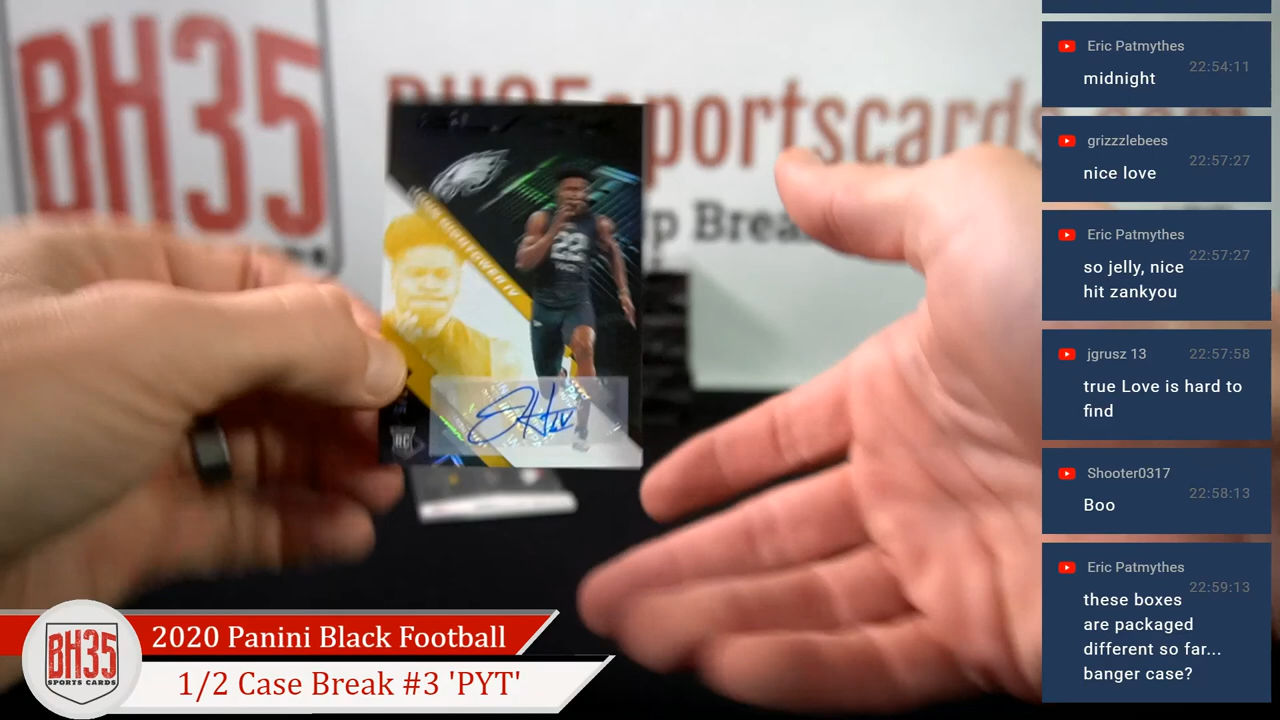 BH35
BH35sportscards.com
Eric Patmythes
22:54:11
midnight
grizzzlebees
22:57:27
nice love
Eric Patmythes
22:57:27
so jelly, nice
hit zankyou
jgrusz 13
22:57:58
true Love is hard to
find
Shooter0317
22:58:13
Boo
Eric Patmythes
22:59:13
these boxes
are packaged
different so far...
banger case?
22
RC
BH35
SPORTS CARDS
2020 Panini Black Football
1/2 Case Break #3 'PYT'